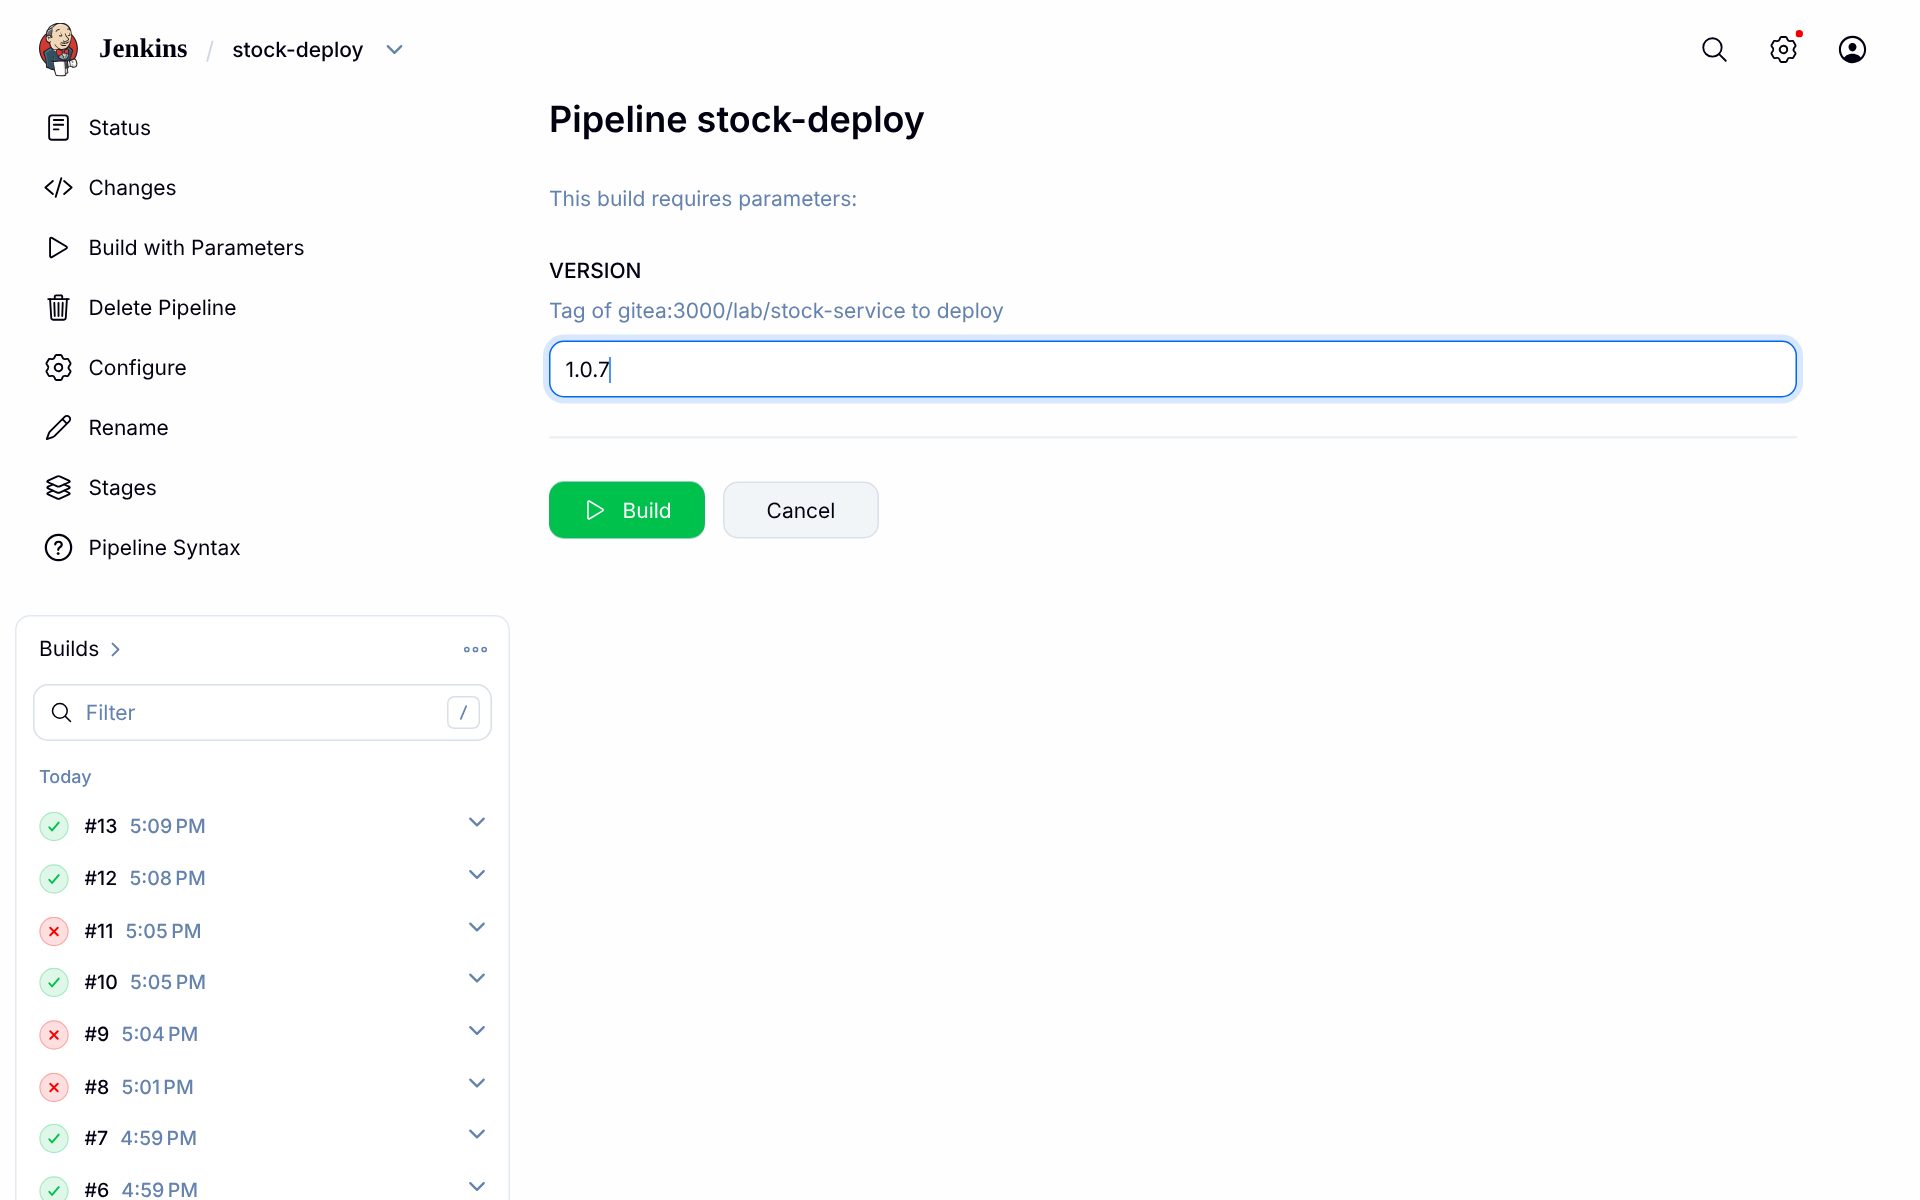 Jenkins / stock-deploy
Status
Changes
Build with Parameters
Delete Pipeline
Configure
Rename
Stages
Pipeline Syntax
Builds
Filter /
Today
#13 5:09 PM
#12 5:08 PM
#11 5:05 PM
#10 5:05 PM
#9 5:04 PM
#8 5:01 PM
#7 4:59 PM
#6 4:59 PM
Pipeline stock-deploy
This build requires parameters:
VERSION
Tag of gitea:3000/lab/stock-service to deploy
1.0.7
Build Cancel